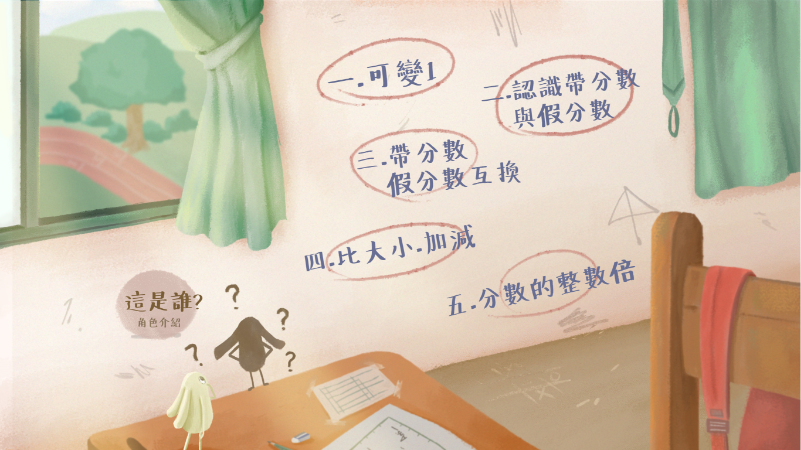 一.可變1
二.認識帶分數
與假分數
三.帶分數
假分數互換
四.比大小.加減
五.分數的整數倍
這是誰?
角色介紹
?
?
?
?